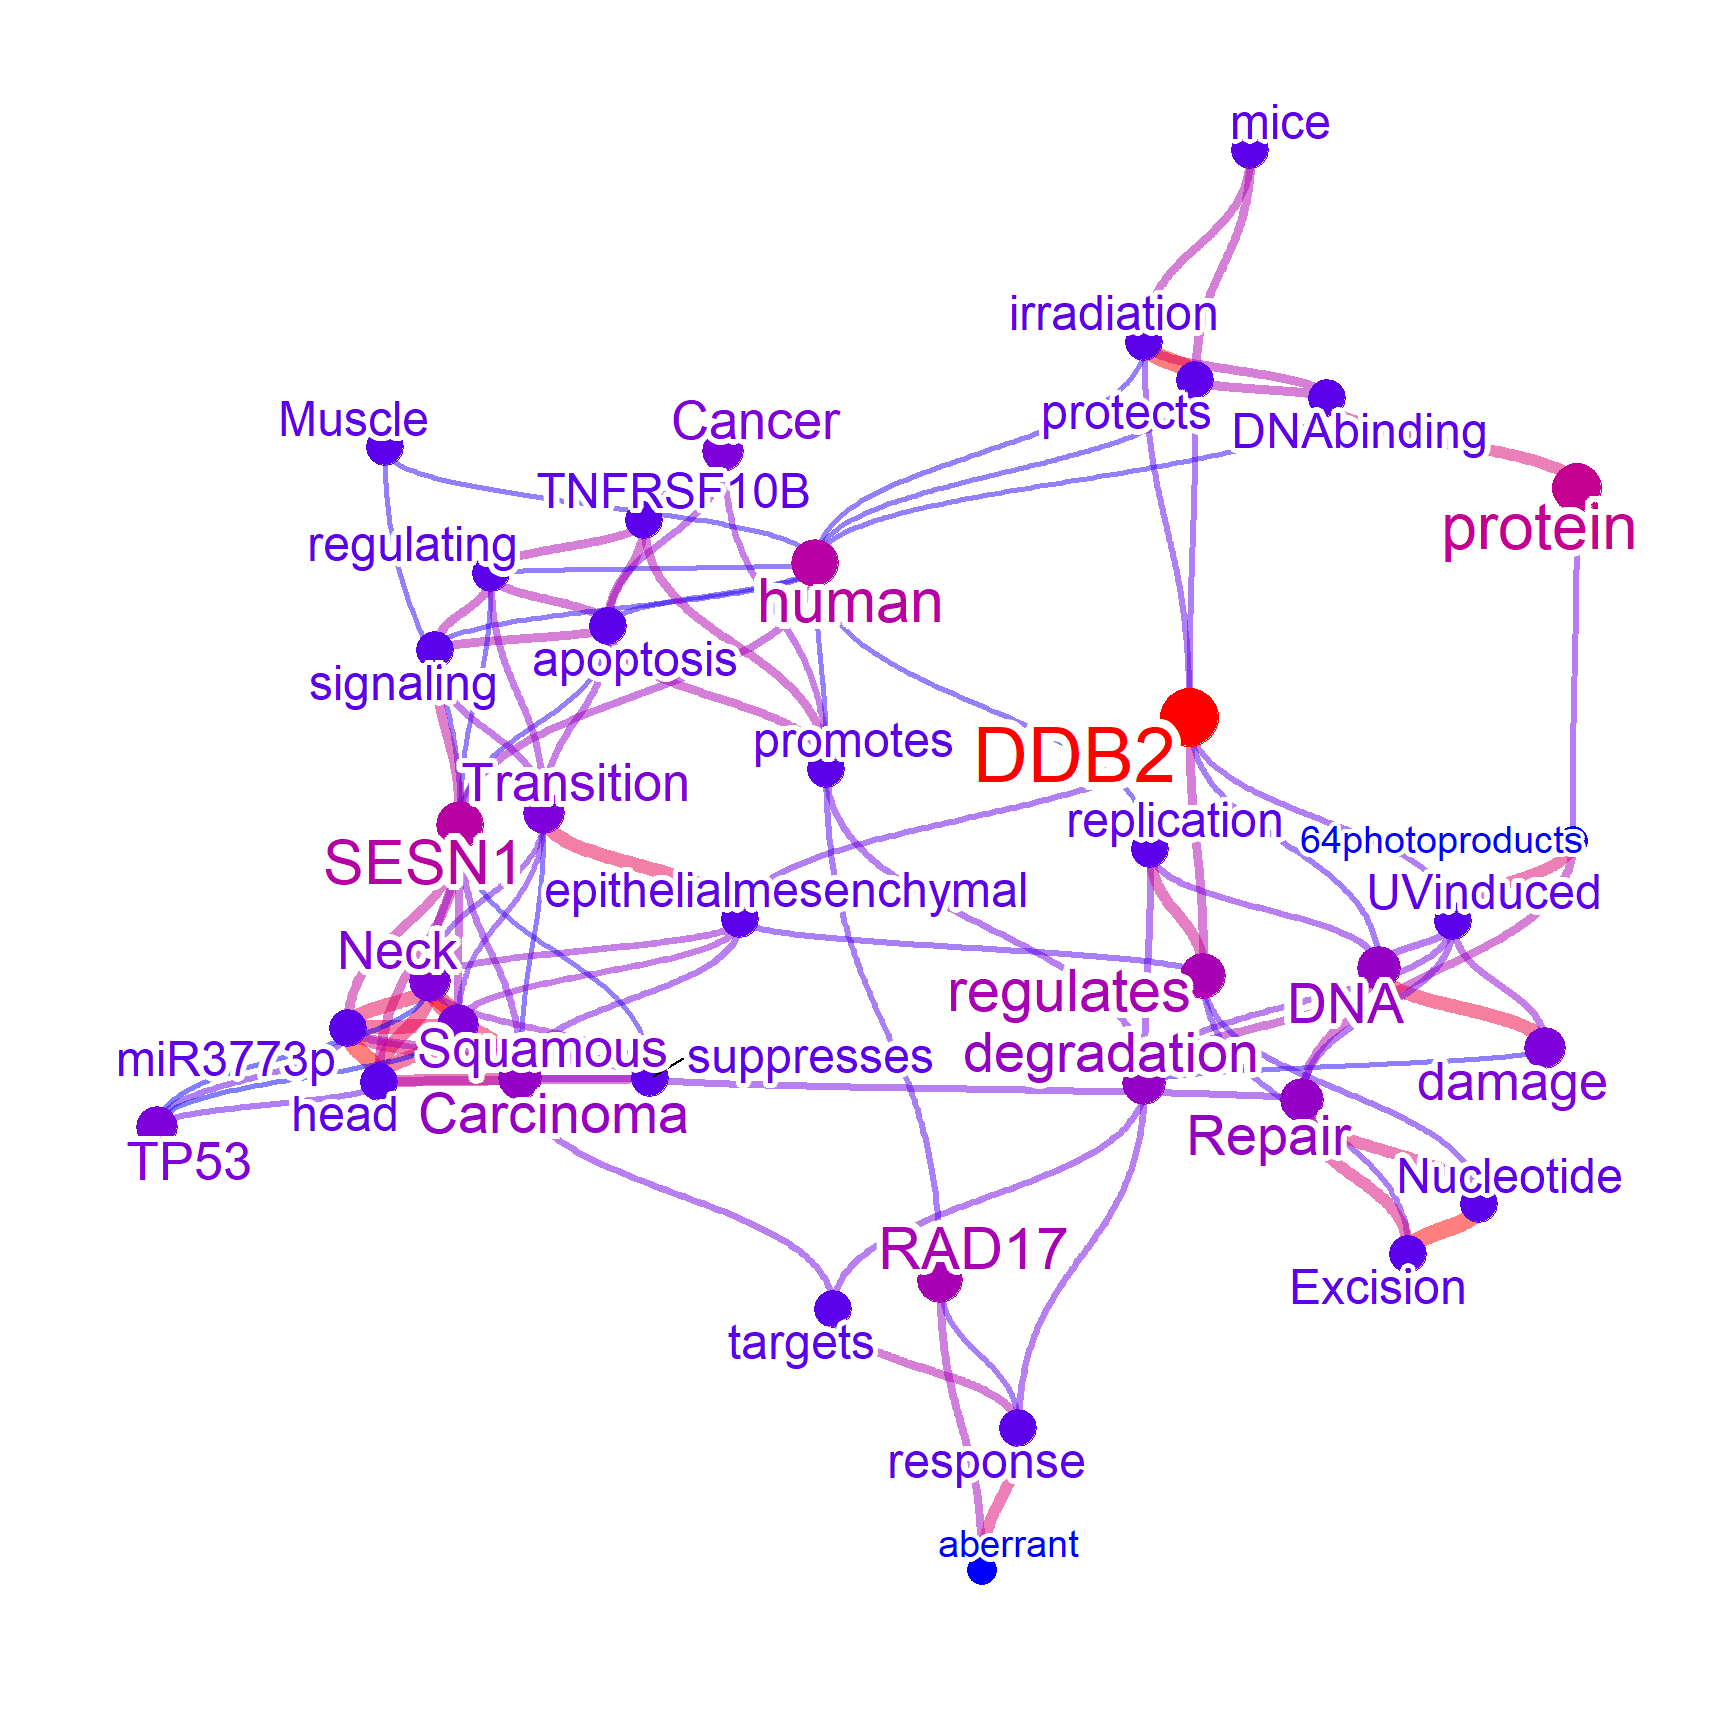 mice
irradiation
protects
DNAbinding
Muscle
Cancer
TNFRSF10B
regulating
protein
human
apoptosis
signaling
promotes
DDB2
Transition
replication
64photoproducts
SESN1
epithelialmesenchymal
UVinduced
Neck
regulates
DNA
miR3773p
Squamous
suppresses
degradation
damage
head
Carcinoma
Repair
TP53
Nucleotide
RAD17
Excision
targets
response
aberrant